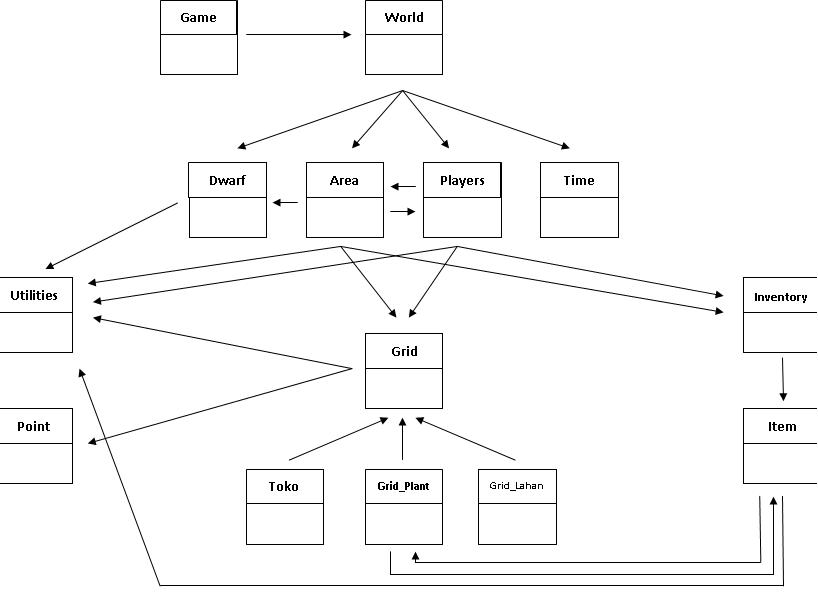 Game
World
Dwarf
Area
Players
Time
Utilities
Inventory
Grid
Point
Item
Toko
Grid_Plant
Grid_Lahan